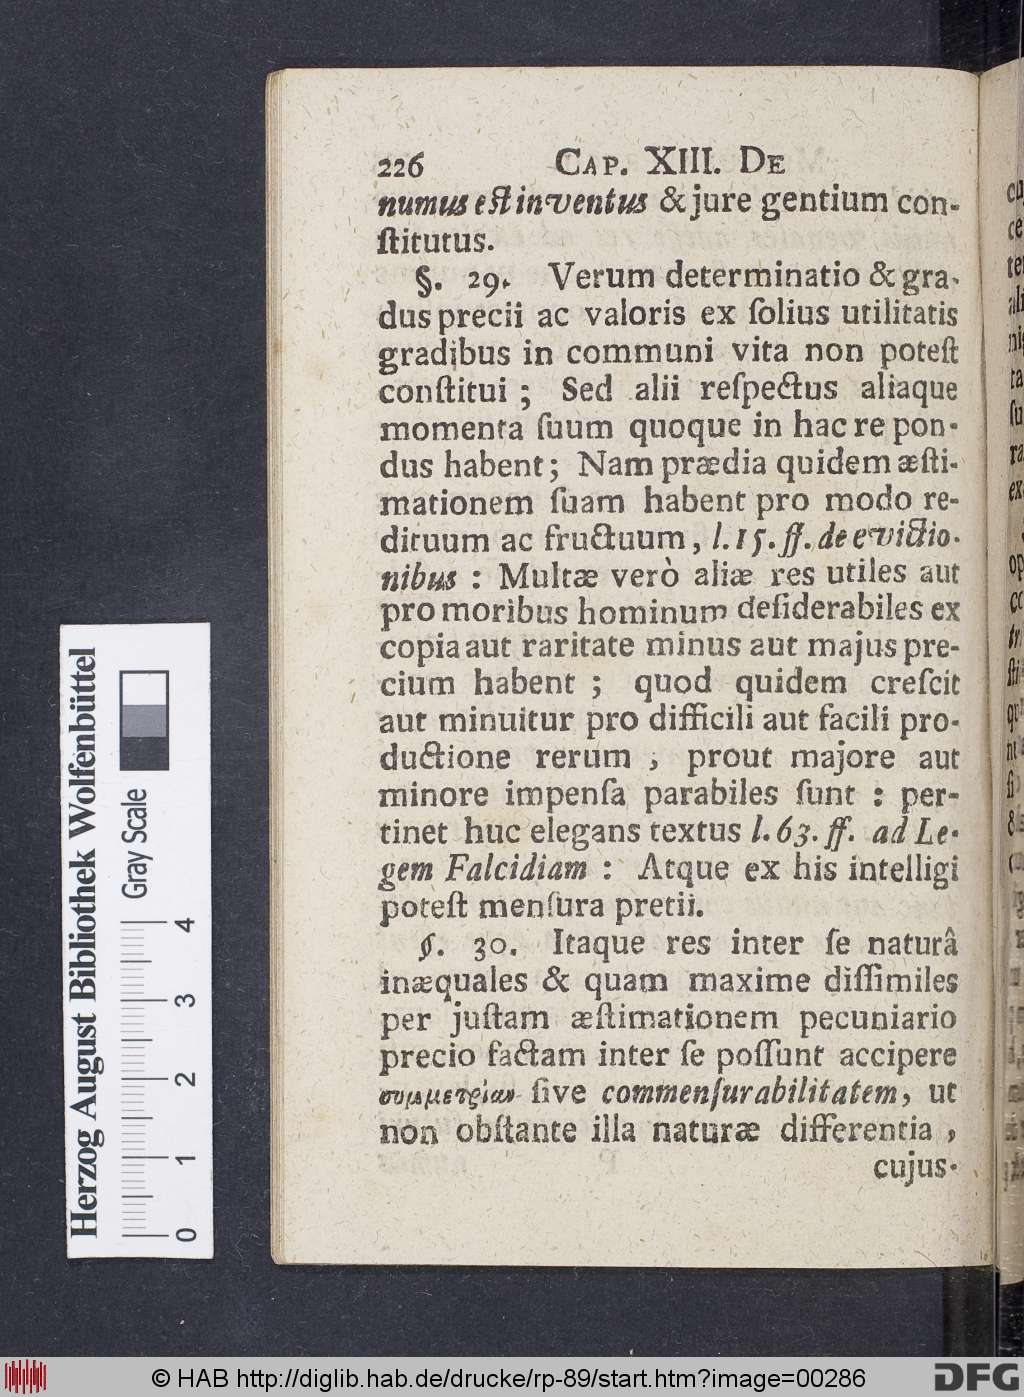 226 CAP. XIII. DE
numus est inventus & jure gentium con-
ſtitutus.
§. 29. Verum determinatio & gra-
dus precii ac valoris ex ſolius utilitatis
gradibus in communi vita non poteſt
conſtitui ; Sed alii reſpectus aliaque
momenta ſuum quoque in hac re pon-
dus habent; Nam prædia quidem æſti-
mationem ſuam habent pro modo re-
dituum ac fructuum, l. 15. ff. de evictio-
nibus : Multæ verò aliæ res utiles aut
pro moribus hominum deſiderabiles ex
copia aut raritate minus aut majus pre-
cium habent ; quod quidem creſcit
aut minuitur pro difficili aut facili pro-
ductione rerum , prout majore aut
minore impenſa parabiles ſunt : per-
tinet huc elegans textus l. 63. ff. ad Le-
gem Falcidiam : Atque ex his intelligi
poteſt menſura pretii.
§. 30. Itaque res inter ſe naturâ
inæquales & quam maxime diſſimiles
per juſtam æſtimationem pecuniario
precio factam inter ſe poſſunt accipere
συμμετρίαν ſive commenſurabilitatem, ut
non obſtante illa naturæ differentia ,
cujus-
Herzog August Bibliothek Wolfenbüttel
Gray Scale
0 1 2 3 4
© HAB http://diglib.hab.de/drucke/rp-89/start.htm?image=00286
DFG